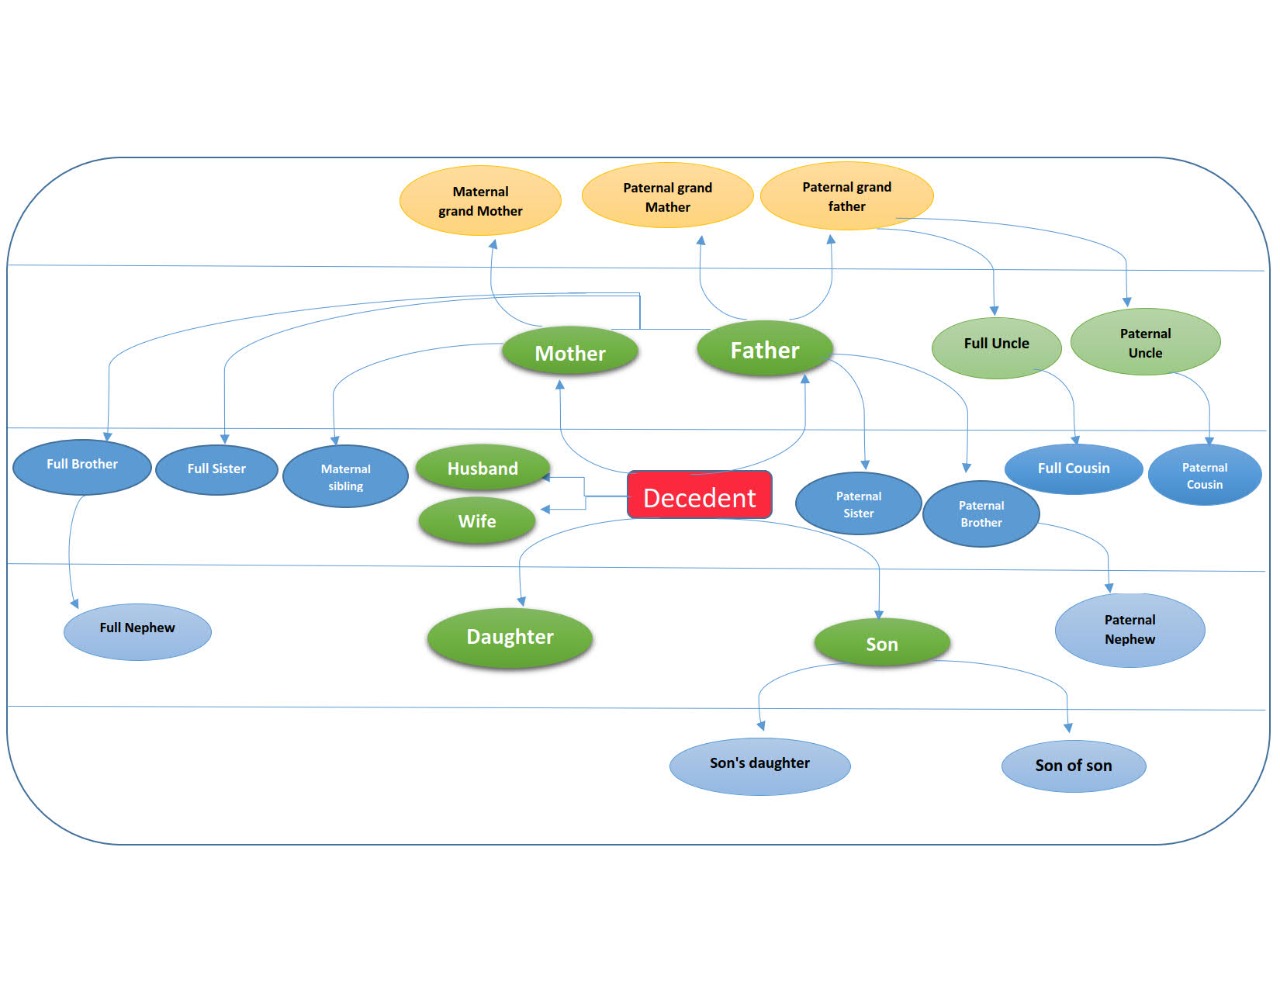 Maternal
grand Mother
Paternal grand
Mather
Paternal grand
father
Mother
Father
Full Uncle
Paternal
Uncle
Full Brother
Full Sister
Maternal
sibling
Husband
Wife
Decedent
Paternal
Sister
Paternal
Brother
Full Cousin
Paternal
Cousin
Full Nephew
Daughter
Son
Paternal
Nephew
Son's daughter
Son of son